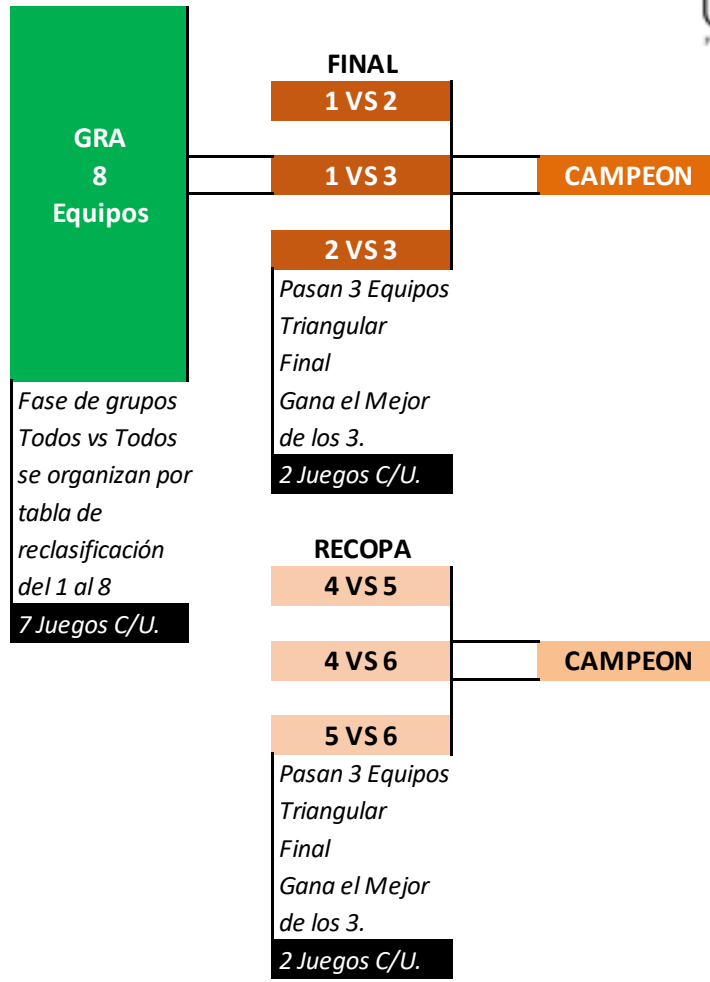 GRA
8
Equipos
Fase de grupos
Todos vs Todos
se organizan por
tabla de
reclasificación
del 1 al 8
7 Juegos C/U.
FINAL
1 VS 2
1 VS 3
2 VS 3
Pasan 3 Equipos
Triangular
Final
Gana el Mejor
de los 3.
2 Juegos C/U.
CAMPEON
RECOPA
4 VS 5
4 VS 6
5 VS 6
Pasan 3 Equipos
Triangular
Final
Gana el Mejor
de los 3.
2 Juegos C/U.
CAMPEON